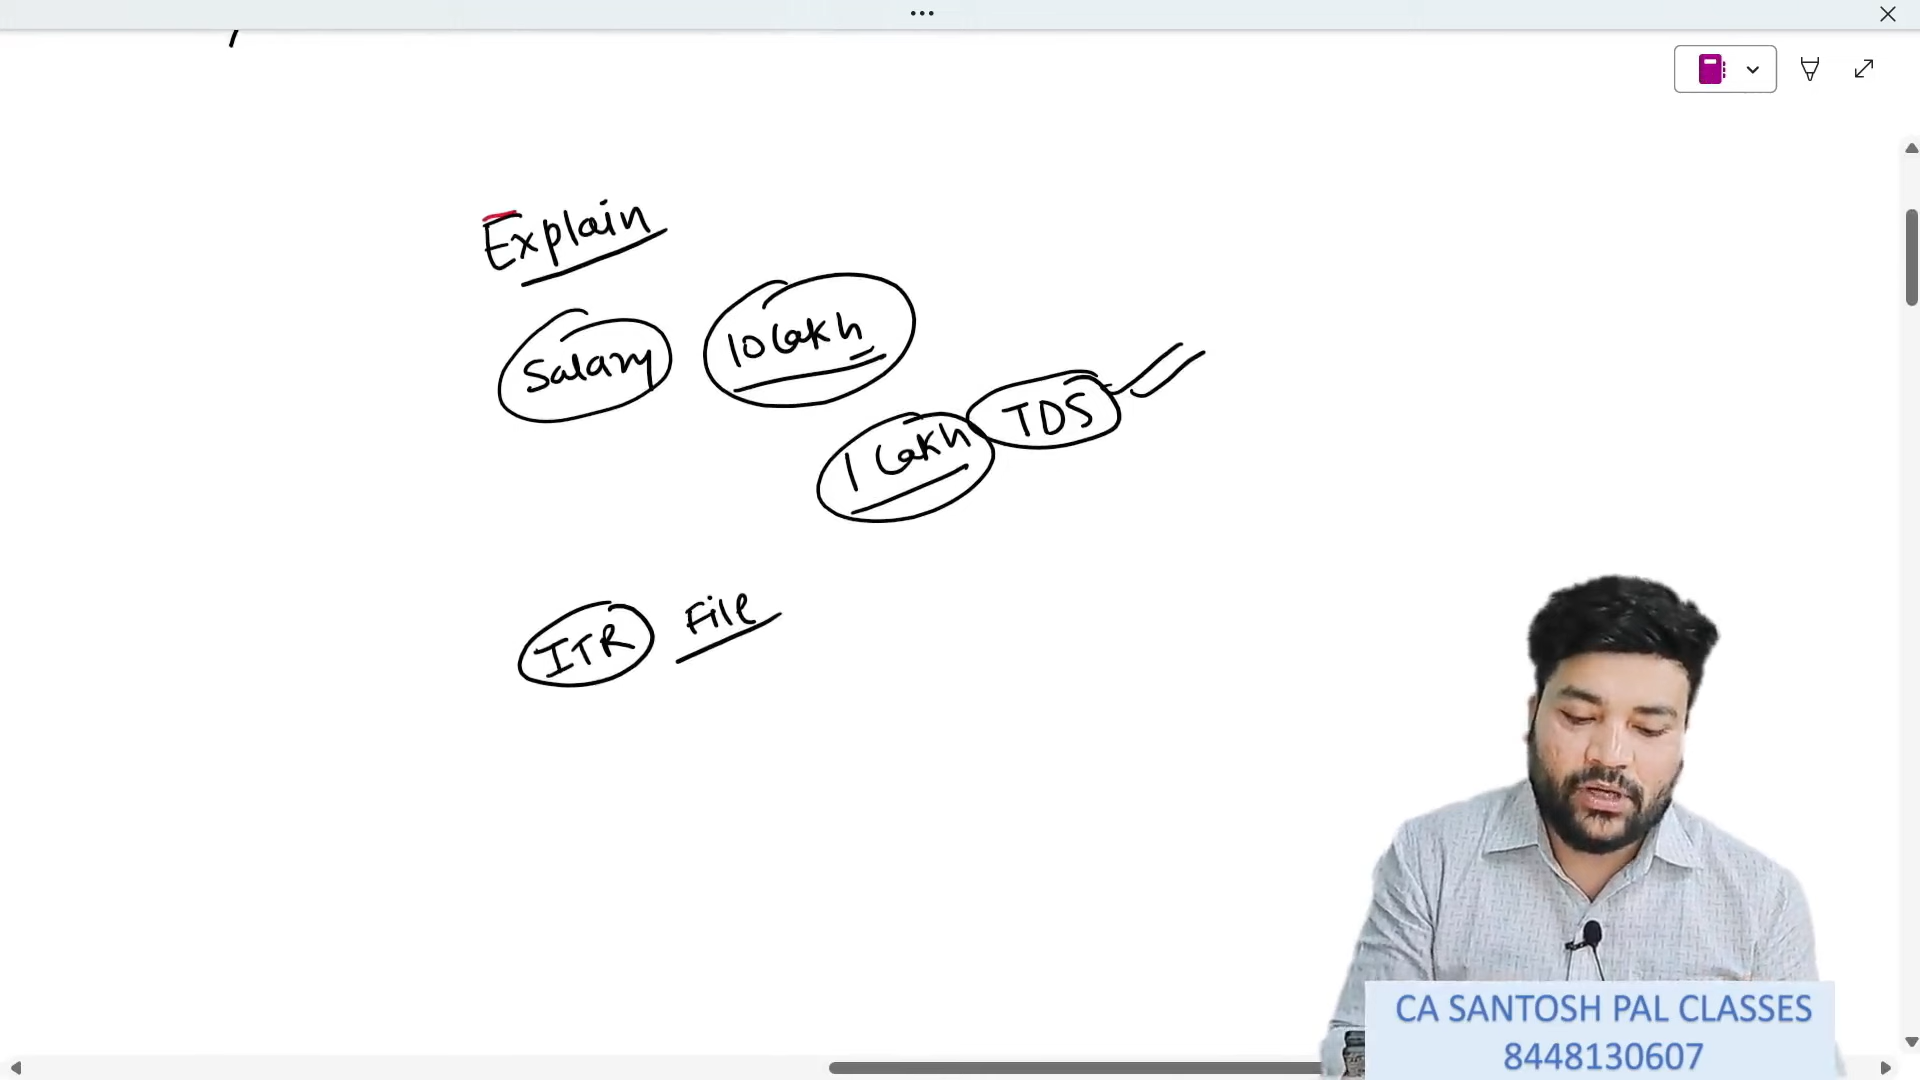 Explain
Salary 10 Lakh
1 Lakh TDS
ITR File
CA SANTOSH PAL CLASSES
8448130607